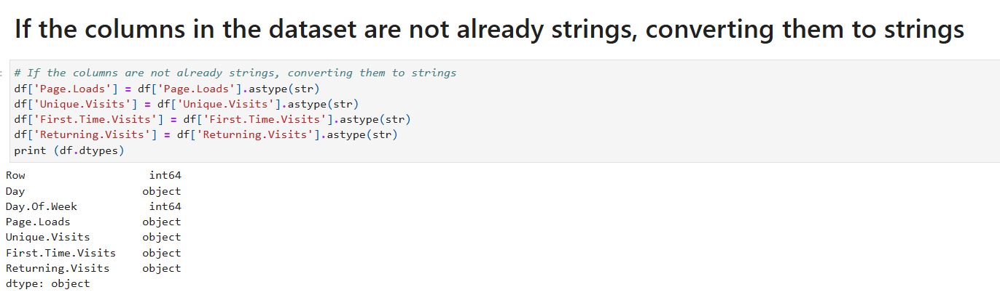 If the columns in the dataset are not already strings, converting them to strings
: # If the columns are not already strings, converting them to strings
df['Page.Loads'] = df['Page.Loads'].astype(str)
df['Unique.Visits'] = df['Unique.Visits'].astype(str)
df['First.Time.Visits'] = df['First.Time.Visits'].astype(str)
df['Returning.Visits'] = df['Returning.Visits'].astype(str)
print (df.dtypes)
Row                   int64
Day                  object
Day.Of.Week           int64
Page.Loads           object
Unique.Visits        object
First.Time.Visits    object
Returning.Visits     object
dtype: object